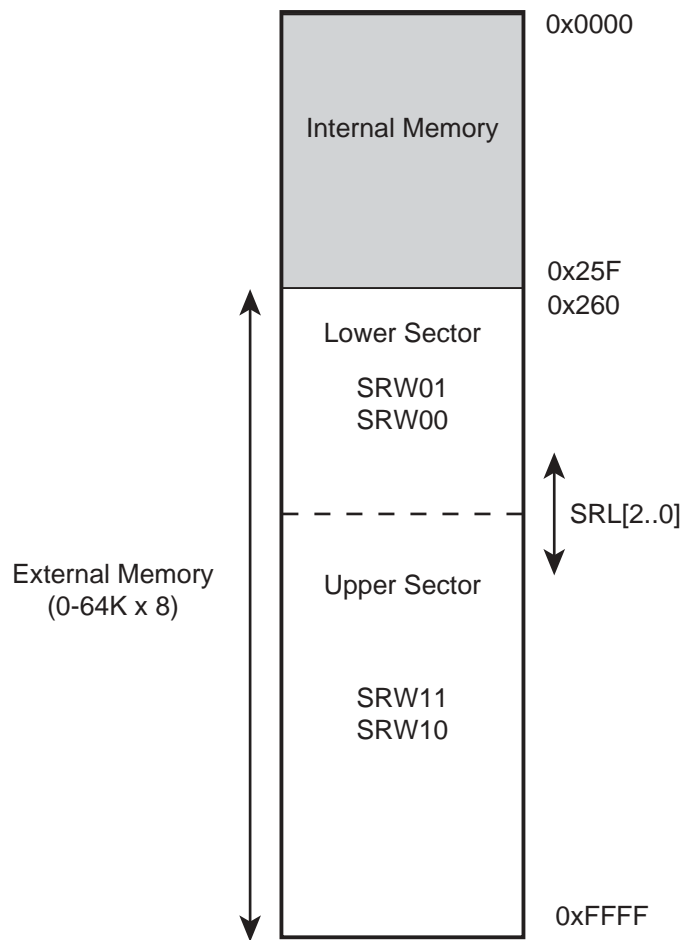 0x0000
Internal Memory
0x25F
0x260
Lower Sector
SRW01
SRW00
SRL[2..0]
External Memory
(0-64K x 8)
Upper Sector
SRW11
SRW10
0xFFFF